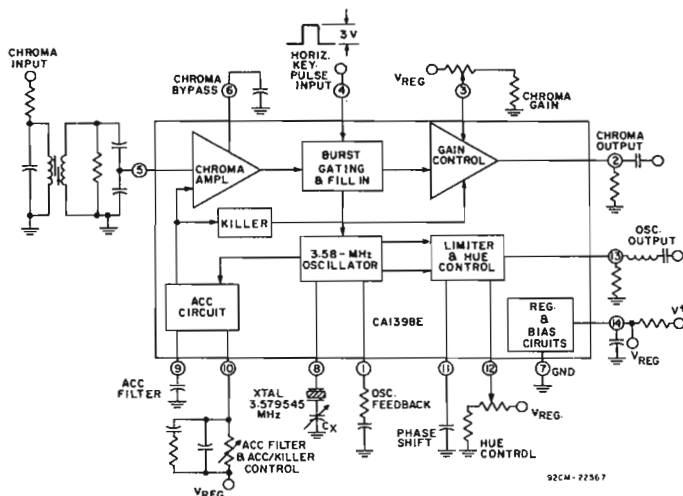 CHROMA
INPUT
CHROMA
BYPASS
6
HORIZ.
KEY-
PULSE
INPUT
3 V
4
VREG
3
CHROMA
GAIN
5
CHROMA
AMPL
BURST
GATING
& FILL IN
GAIN
CONTROL
CHROMA
OUTPUT
2
KILLER
3.58-MHz
OSCILLATOR
LIMITER
& HUE
CONTROL
OSC.
OUTPUT
13
ACC
CIRCUIT
CA1398E
REG.
&
BIAS
CIRUITS
14
V+
VREG
9
10
8
1
11
12
7
GND
ACC
FILTER
XTAL
3.579545
MHz
CX
OSC.
FEEDBACK
PHASE
SHIFT
VREG.
HUE
CONTROL
ACC FILTER
& ACC/KILLER
CONTROL
VREG
92CM-22367